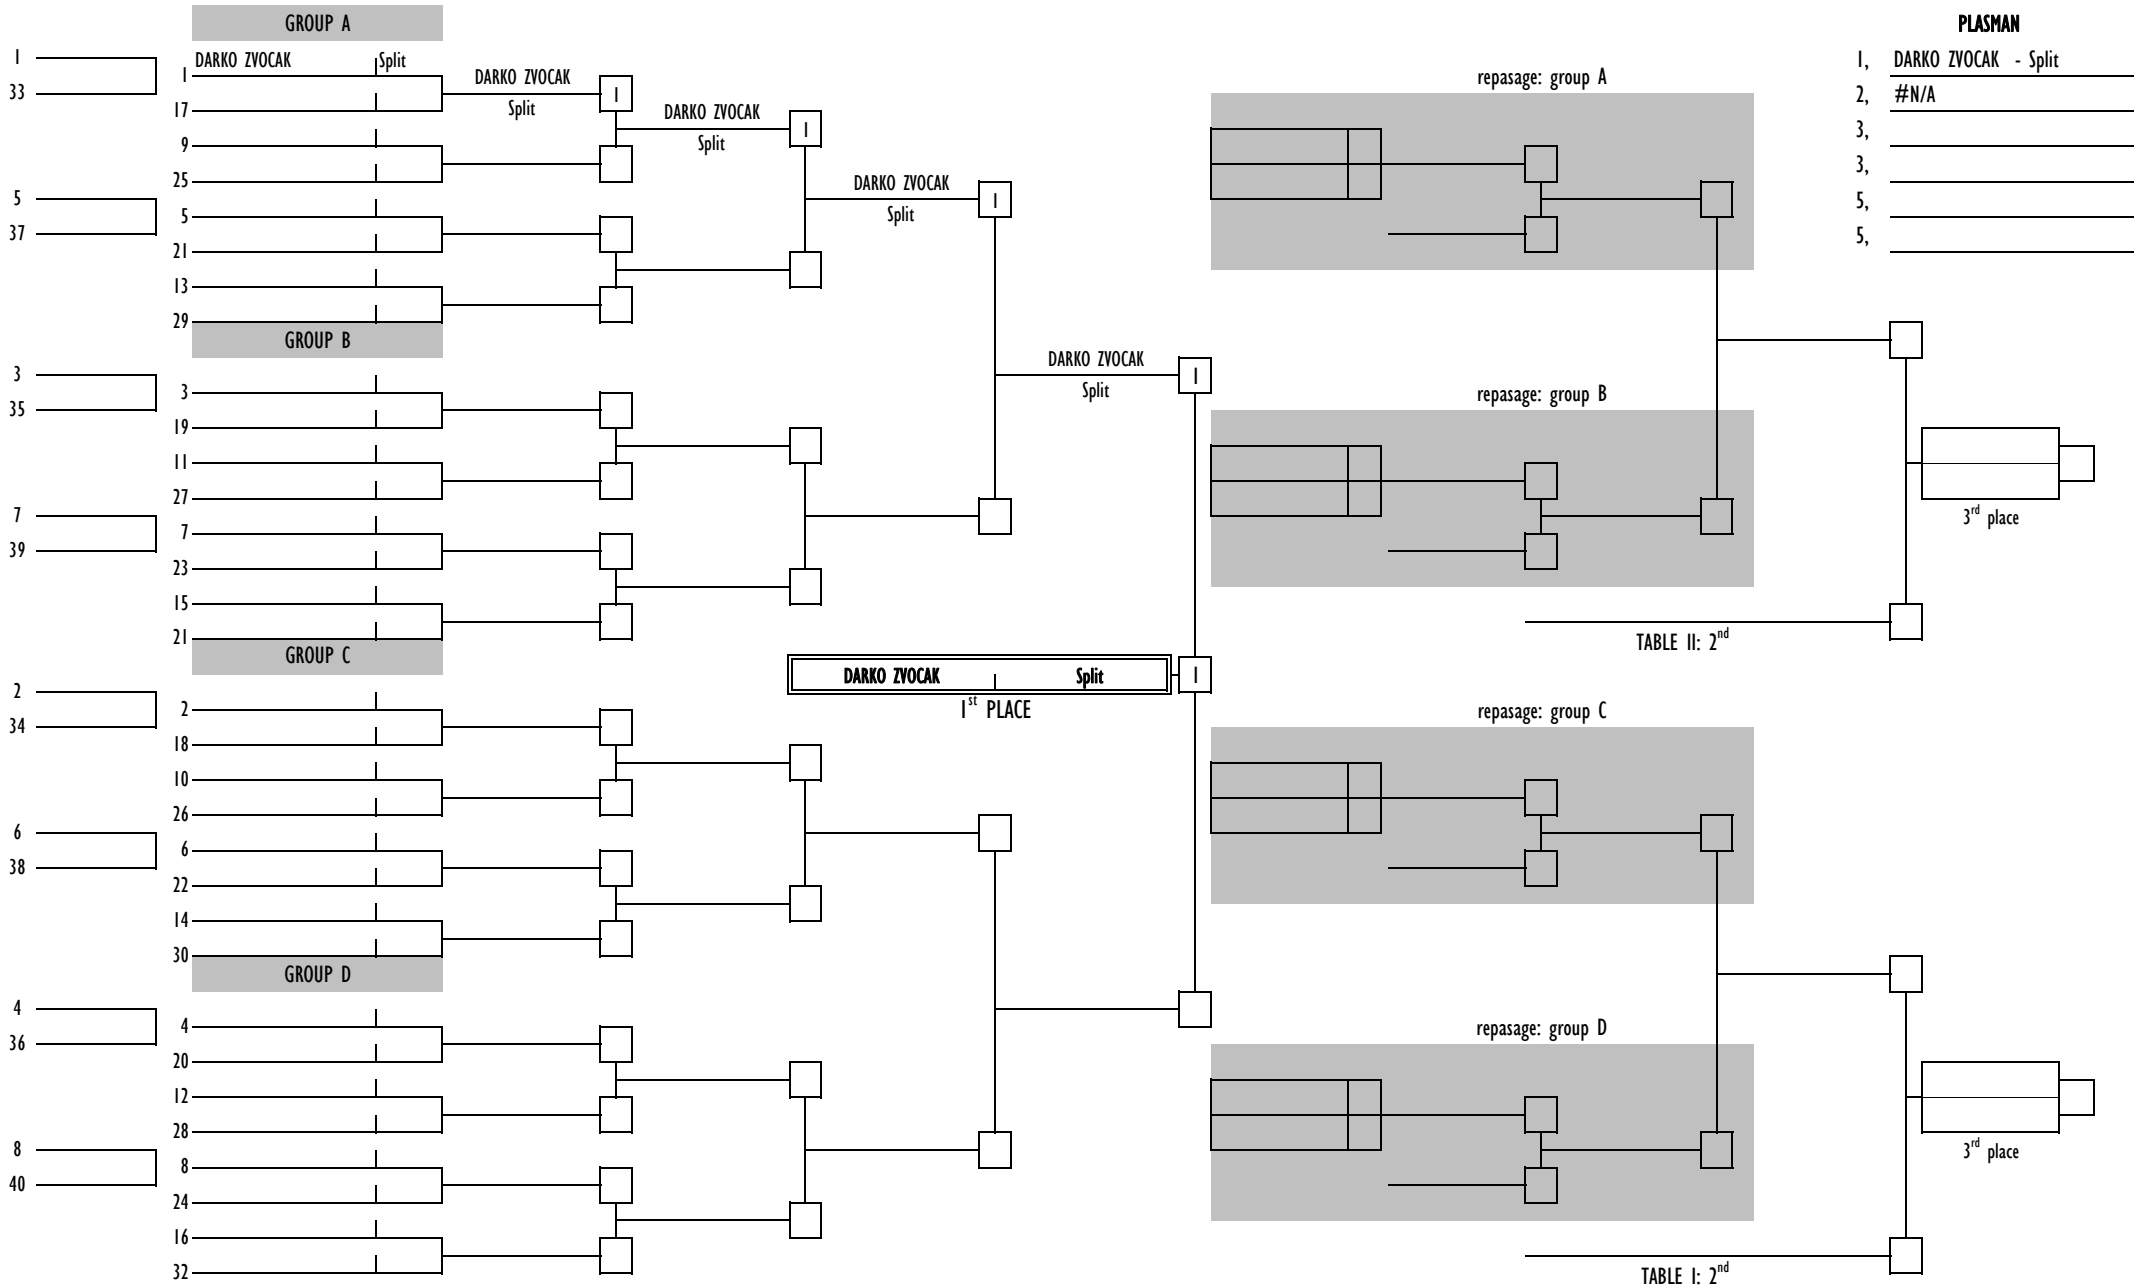 GROUP A
1
33
DARKO ZVOCAK Split
1
17
9
25
5
37
5
21
13
29
GROUP B
3
35
3
19
11
27
7
39
7
23
15
21
GROUP C
2
34
2
18
10
26
6
38
6
22
14
30
GROUP D
4
36
4
20
12
28
8
40
8
24
16
32
DARKO ZVOCAK
Split
1
DARKO ZVOCAK
Split
1
DARKO ZVOCAK
Split
1
DARKO ZVOCAK
Split
1
DARKO ZVOCAK Split
1
1st PLACE
repasage: group A
repasage: group B
TABLE II: 2nd
3rd place
repasage: group C
repasage: group D
TABLE I: 2nd
3rd place
PLASMAN
1, DARKO ZVOCAK - Split
2, #N/A
3,
3,
5,
5,